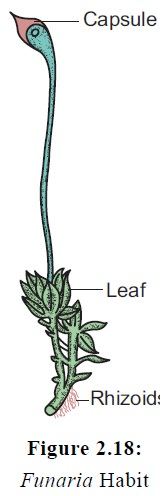 Capsule
Leaf
Rhizoids
Figure 2.18:
Funaria Habit